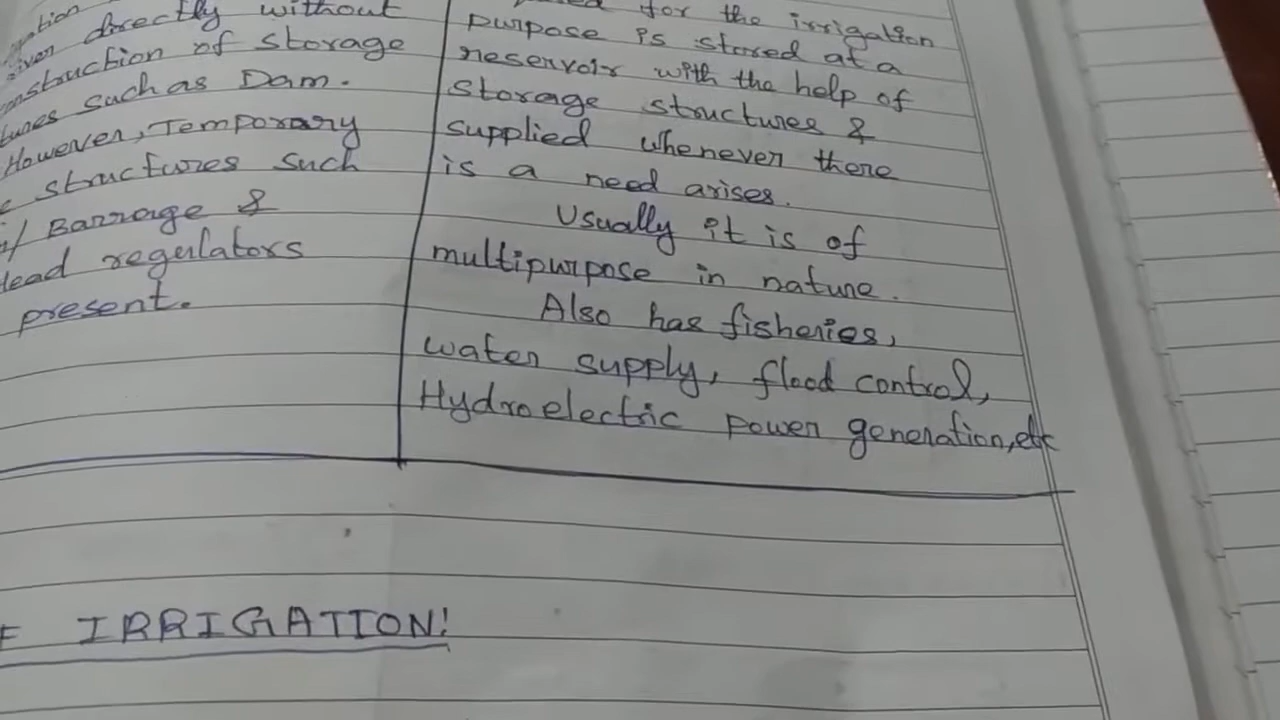 directly without
construction of storage
such as Dam.
However, Temporary
structures such
Barrage &
regulators
present.
for the irrigation
purpose is stored at a
reservoir with the help of
storage structures &
supplied whenever there
is a need arises.
Usually it is of
multipurpose in nature.
Also has fisheries,
water supply, flood control,
Hydroelectric power generation, etc
IRRIGATION: